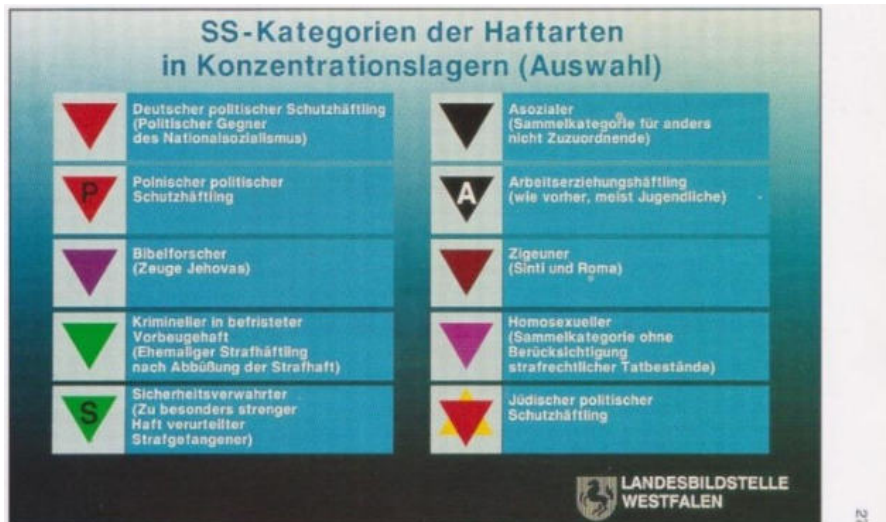 SS-Kategorien der Haftarten
in Konzentrationslagern (Auswahl)
Deutscher politischer Schutzhäftling
(Politischer Gegner
des Nationalsozialismus)
P
Polnischer politischer
Schutzhäftling
Bibelforscher
(Zeuge Jehovas)
Krimineller in befristeter
Vorbeugehaft
(Ehemaliger Strafhäftling
nach Abbüßung der Strafhaft)
S
Sicherheitsverwahrter
(Zu besonders strenger
Haft verurteilter
Strafgefangener)
Asozialer
(Sammelkategorie für anders
nicht Zuzuordnende)
A
Arbeitserziehungshäftling
(wie vorher, meist Jugendliche)
Zigeuner
(Sinti und Roma)
Homosexueller
(Sammelkategorie ohne
Berücksichtigung
strafrechtlicher Tatbestände)
Jüdischer politischer
Schutzhäftling
LANDESBILDSTELLE
WESTFALEN